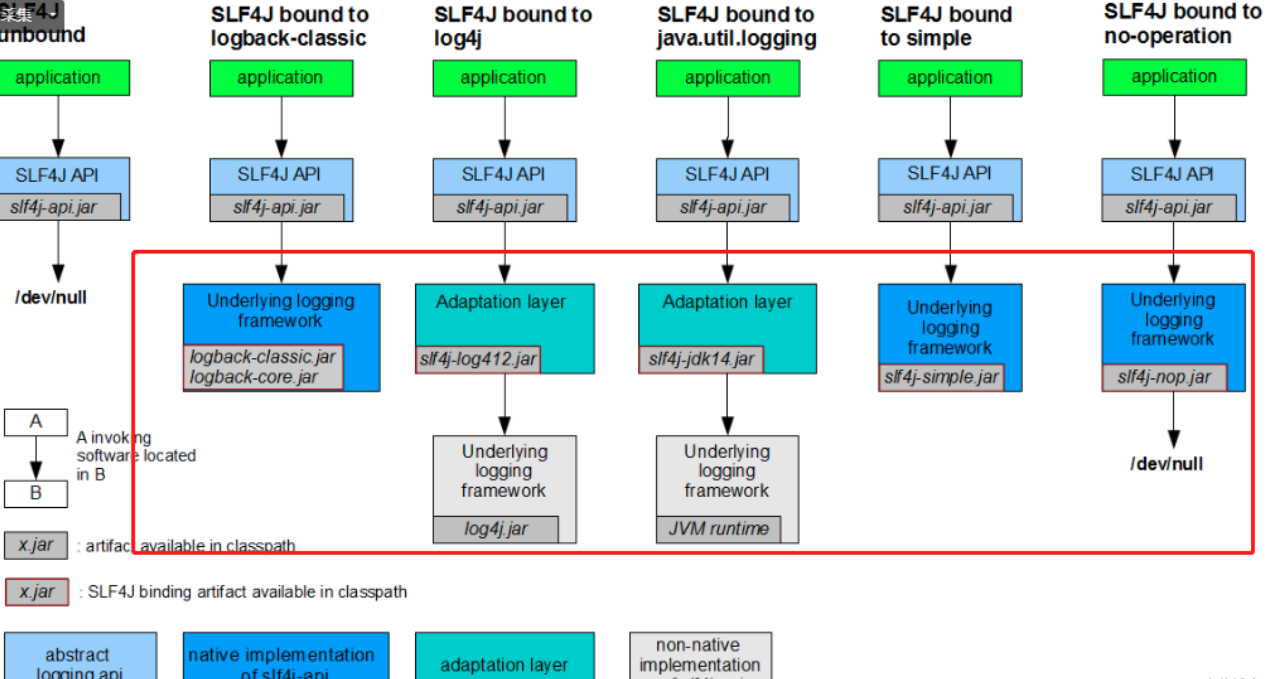 采集
SLF4J
unbound
SLF4J bound to
logback-classic
SLF4J bound to
log4j
SLF4J bound to
java.util.logging
SLF4J bound
to simple
SLF4J bound to
no-operation
application
application
application
application
application
application
SLF4J API
slf4j-api.jar
SLF4J API
slf4j-api.jar
SLF4J API
slf4j-api.jar
SLF4J API
slf4j-api.jar
SLF4J API
slf4j-api.jar
SLF4J API
slf4j-api.jar
/dev/null
Underlying logging
framework
logback-classic.jar
logback-core.jar
Adaptation layer
slf4j-log412.jar
Adaptation layer
slf4j-jdk14.jar
Underlying
logging
framework
slf4j-simple.jar
Underlying
logging
framework
slf4j-nop.jar
Underlying
logging
framework
log4j.jar
Underlying
logging
framework
JVM runtime
/dev/null
A
B
A invoking
software located
in B
x.jar : artifact available in classpath
x.jar : SLF4J binding artifact available in classpath
abstract
logging api
native implementation
of slf4j-api
adaptation layer
non-native
implementation